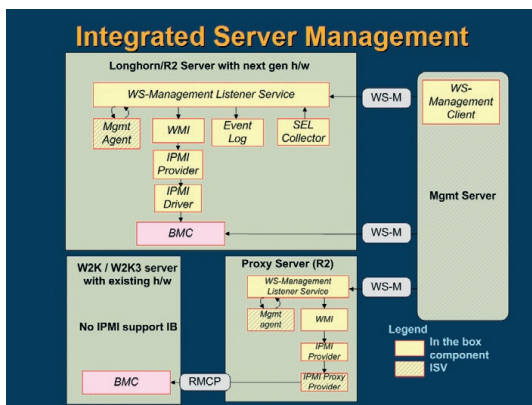 Integrated Server Management
Longhorn/R2 Server with next gen h/w
WS-Management Listener Service
Mgmt
Agent
WMI
Event
Log
SEL
Collector
IPMI
Provider
IPMI
Driver
BMC
WS-M
WS-
Management
Client
Mgmt Server
WS-M
W2K / W2K3 server
with existing h/w
No IPMI support IB
BMC
RMCP
Proxy Server (R2)
WS-Management
Listener Service
Mgmt
agent
WMI
IPMI
Provider
IPMI Proxy
Provider
WS-M
Legend
In the box
component
ISV